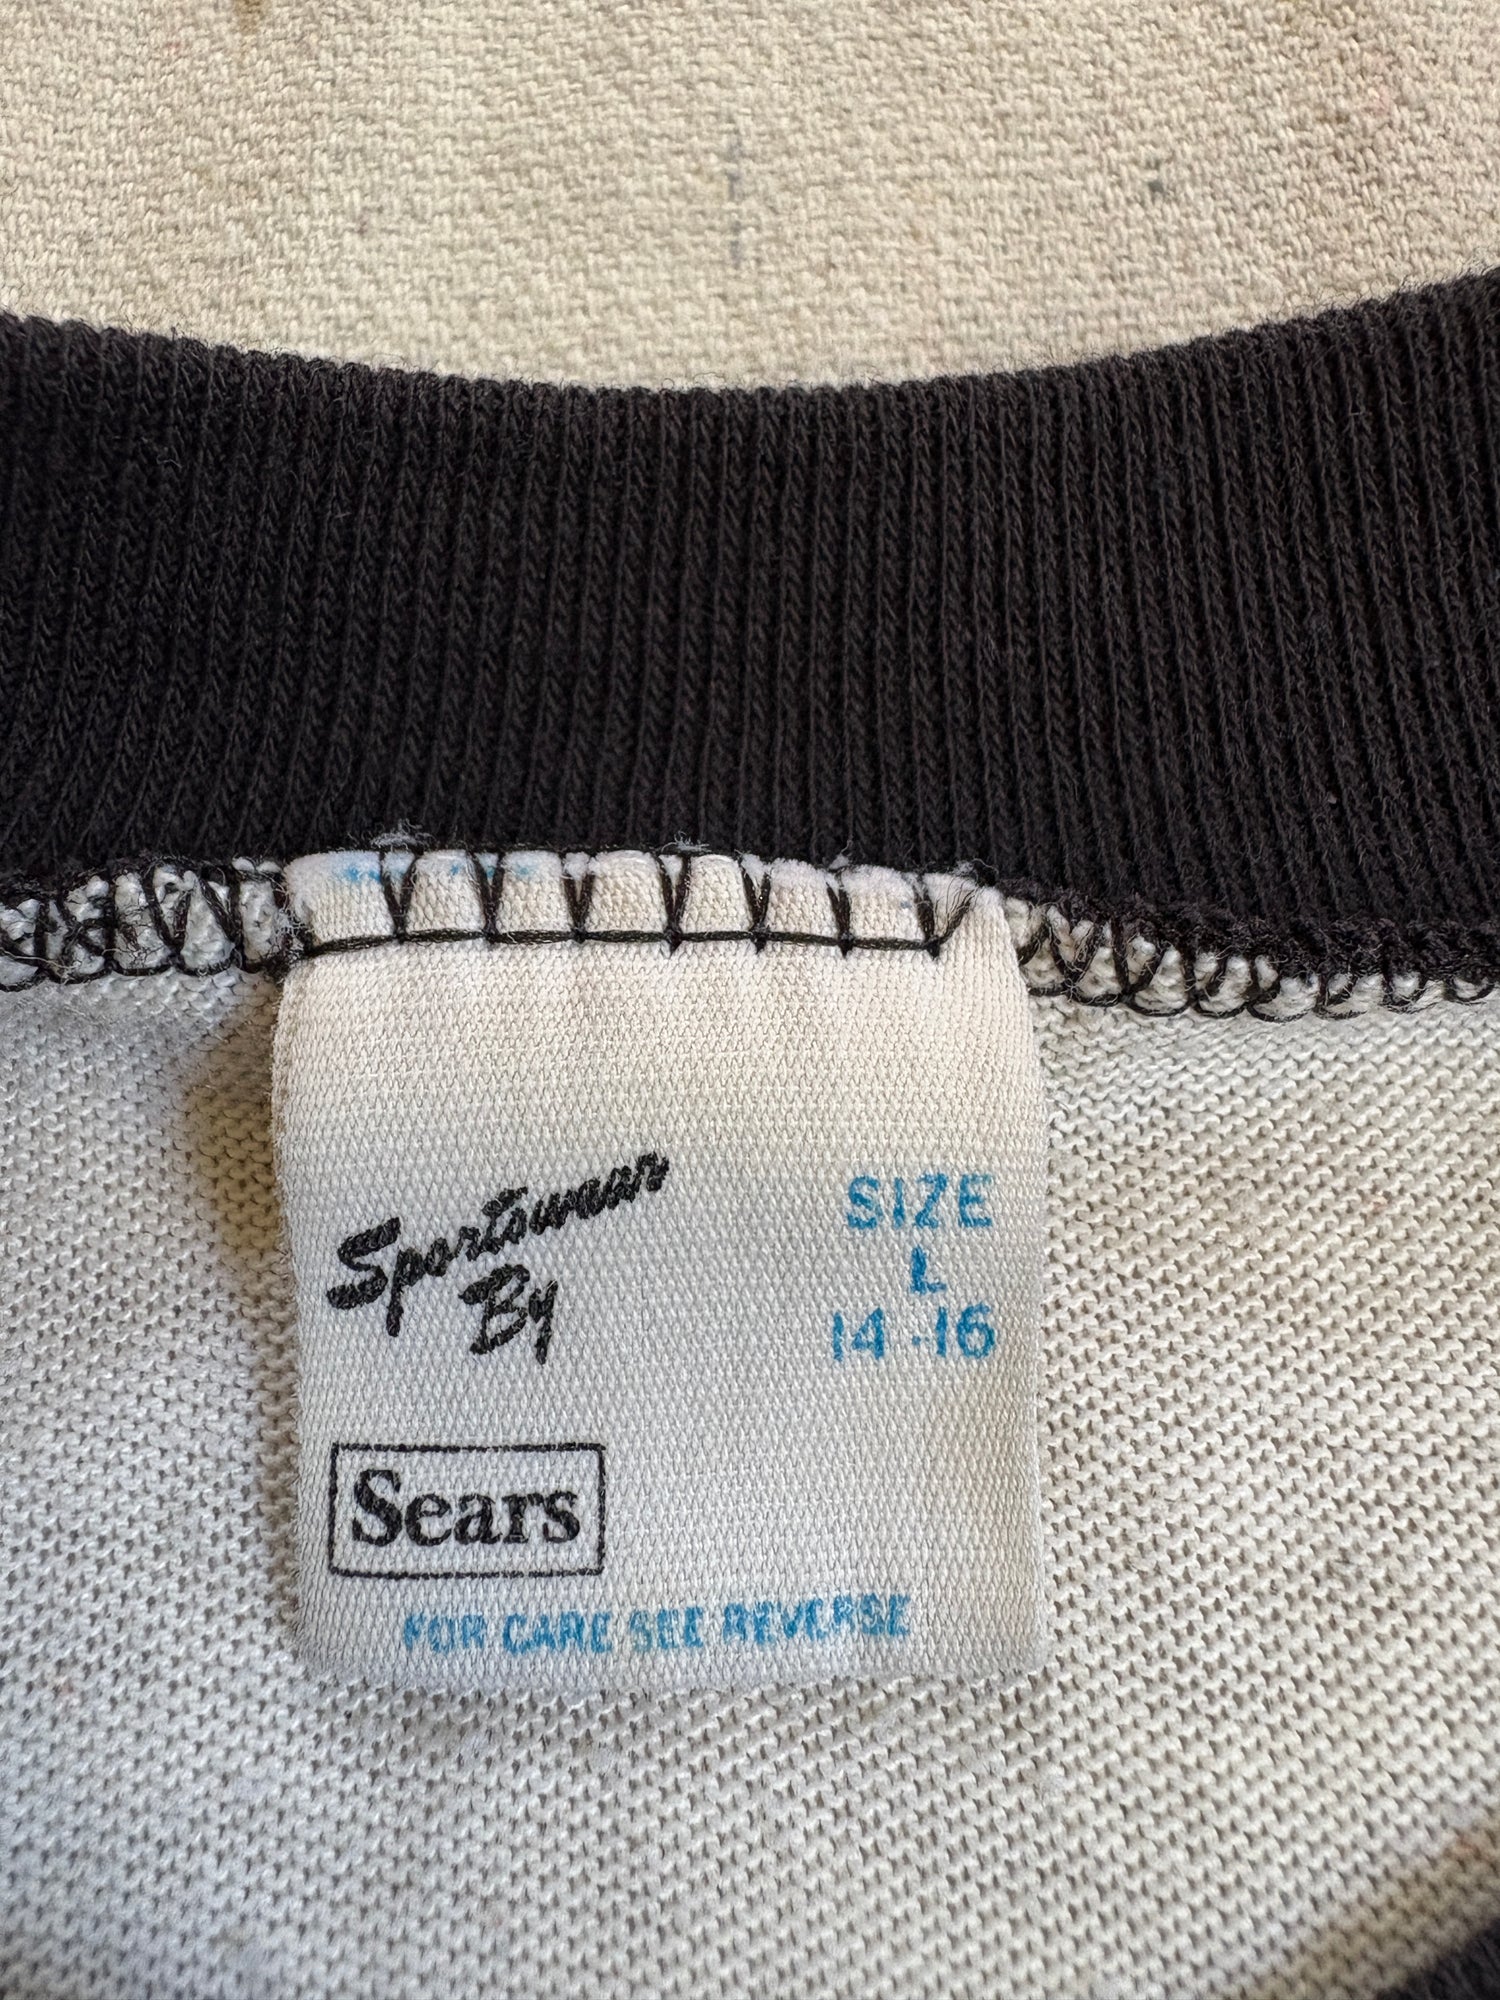 Sportswear
By
SIZE
L
14-16
Sears
FOR CARE SEE REVERSE